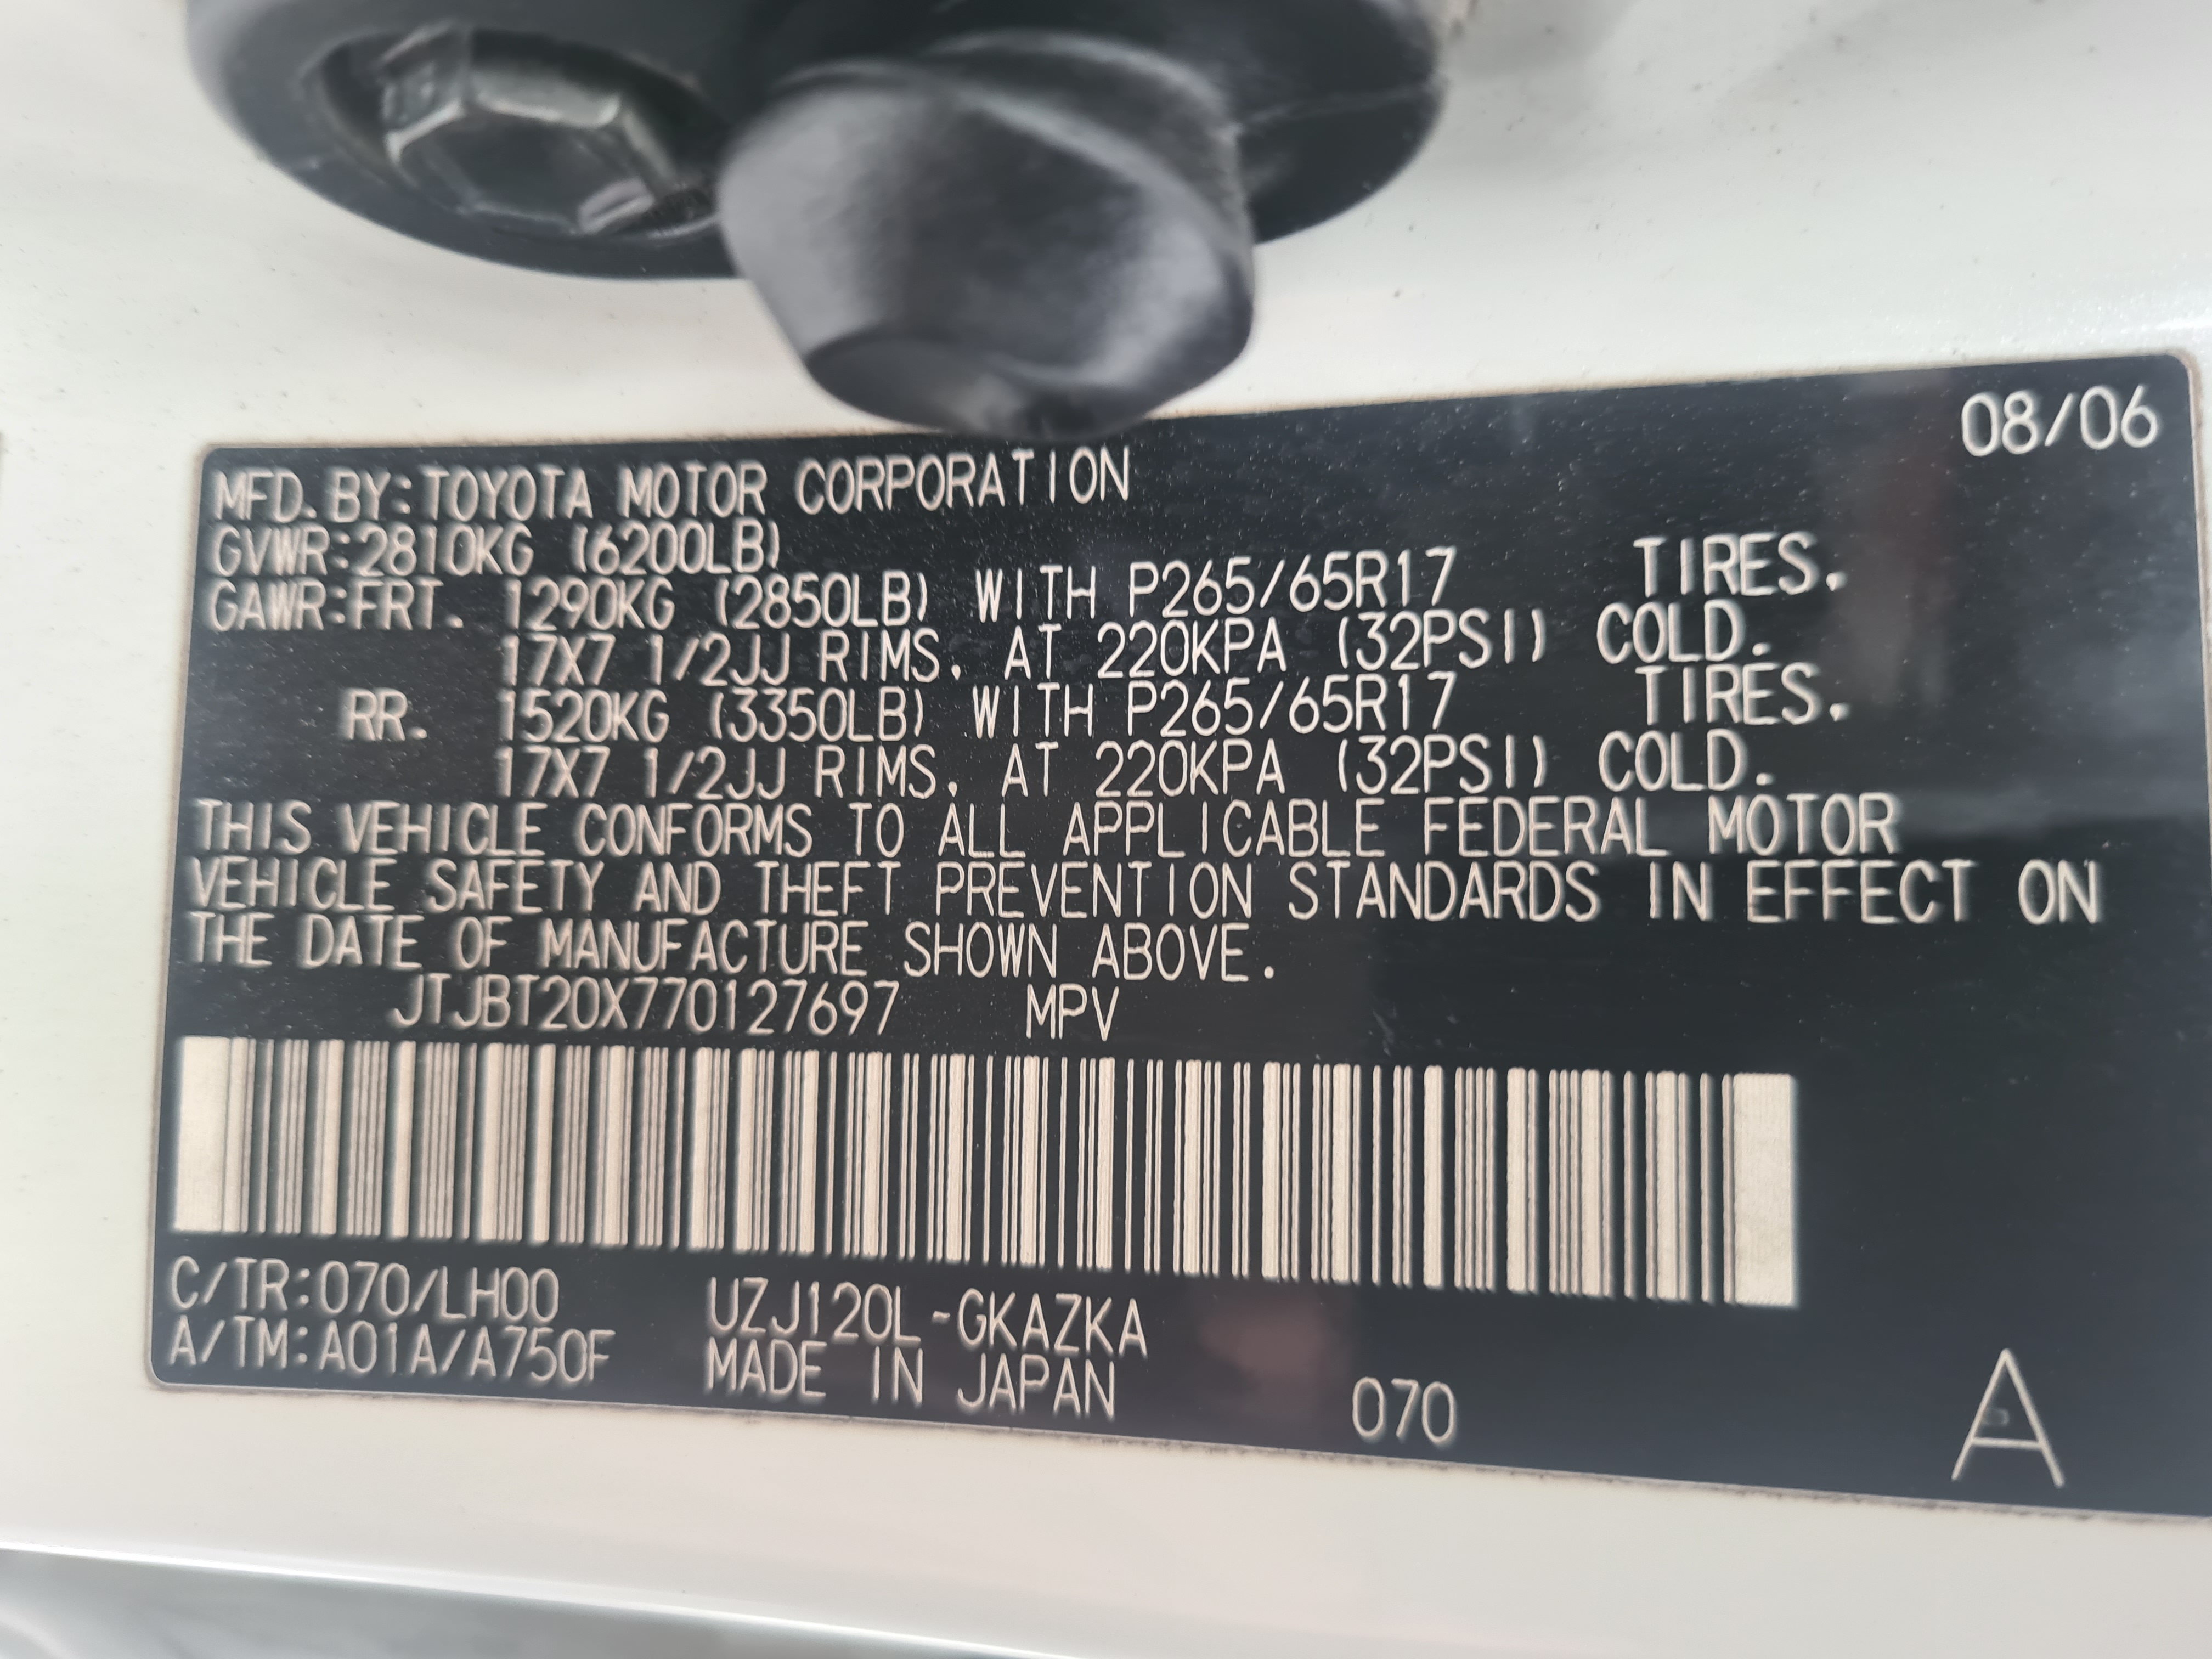 08/06
MFD.BY:TOYOTA MOTOR CORPORATION
GVWR:2810KG (6200LB)
GAWR:FRT. 1290KG (2850LB) WITH P265/65R17 TIRES.
17X7 1/2JJ RIMS. AT 220KPA (32PSI) COLD.
RR. 1520KG (3350LB) WITH P265/65R17 TIRES.
17X7 1/2JJ RIMS. AT 220KPA (32PSI) COLD.
THIS VEHICLE CONFORMS TO ALL APPLICABLE FEDERAL MOTOR
VEHICLE SAFETY AND THEFT PREVENTION STANDARDS IN EFFECT ON
THE DATE OF MANUFACTURE SHOWN ABOVE.
JTJBT20X770127697 MPV
C/TR:070/LH00 UZJ120L-GKAZKA
A/TM:A01A/A750F MADE IN JAPAN 070 A